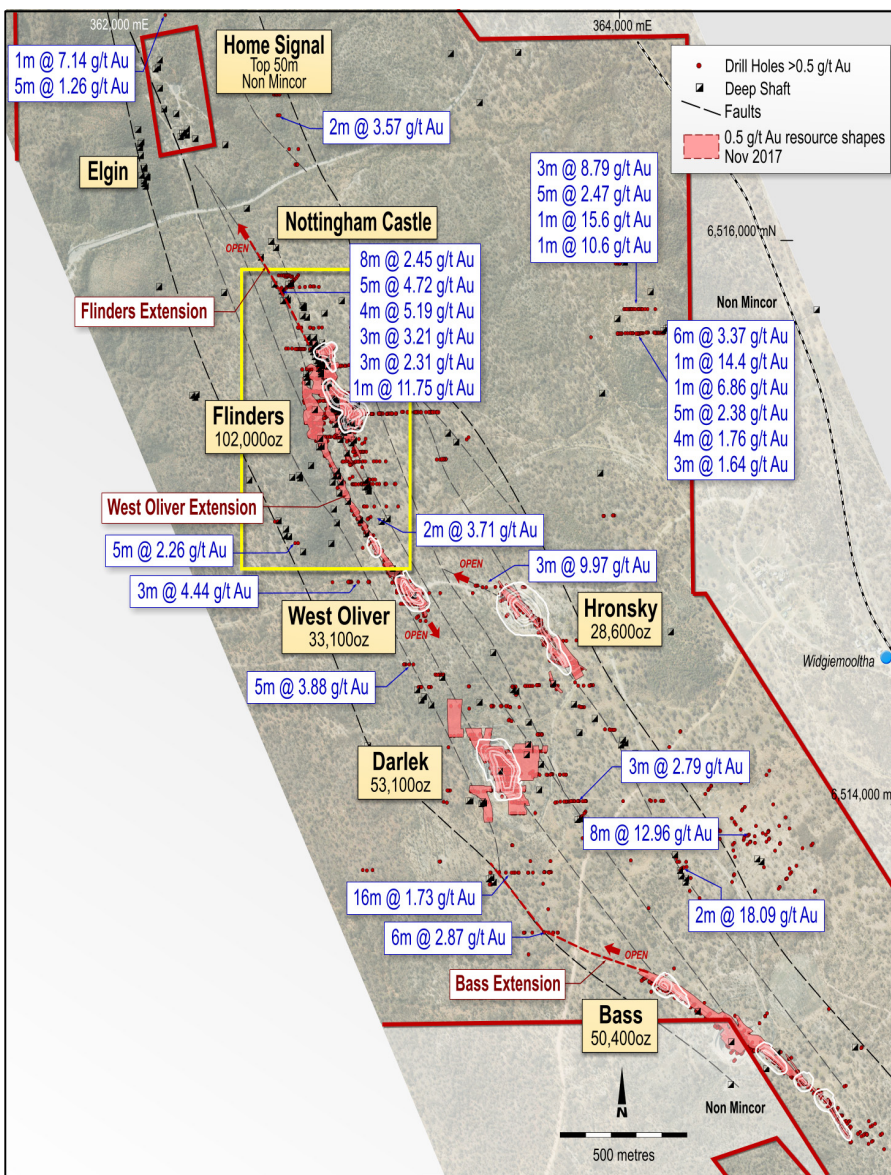 362,000 mE
364,000 mE
1m @ 7.14 g/t Au
5m @ 1.26 g/t Au
Home Signal
Top 50m
Non Mincor
2m @ 3.57 g/t Au
Drill Holes >0.5 g/t Au
Deep Shaft
Faults
0.5 g/t Au resource shapes
Nov 2017
Elgin
3m @ 8.79 g/t Au
5m @ 2.47 g/t Au
1m @ 15.6 g/t Au
1m @ 10.6 g/t Au
Nottingham Castle
OPEN
6,516,000 mN
8m @ 2.45 g/t Au
5m @ 4.72 g/t Au
4m @ 5.19 g/t Au
3m @ 3.21 g/t Au
3m @ 2.31 g/t Au
1m @ 11.75 g/t Au
Flinders Extension
Non Mincor
6m @ 3.37 g/t Au
1m @ 14.4 g/t Au
1m @ 6.86 g/t Au
5m @ 2.38 g/t Au
4m @ 1.76 g/t Au
3m @ 1.64 g/t Au
Flinders
102,000oz
West Oliver Extension
2m @ 3.71 g/t Au
5m @ 2.26 g/t Au
OPEN
3m @ 9.97 g/t Au
3m @ 4.44 g/t Au
West Oliver
33,100oz
OPEN
Hronsky
28,600oz
Widgiemooltha
5m @ 3.88 g/t Au
Darlek
53,100oz
3m @ 2.79 g/t Au
6,514,000 mN
8m @ 12.96 g/t Au
16m @ 1.73 g/t Au
2m @ 18.09 g/t Au
6m @ 2.87 g/t Au
OPEN
Bass Extension
Bass
50,400oz
N
Non Mincor
500 metres